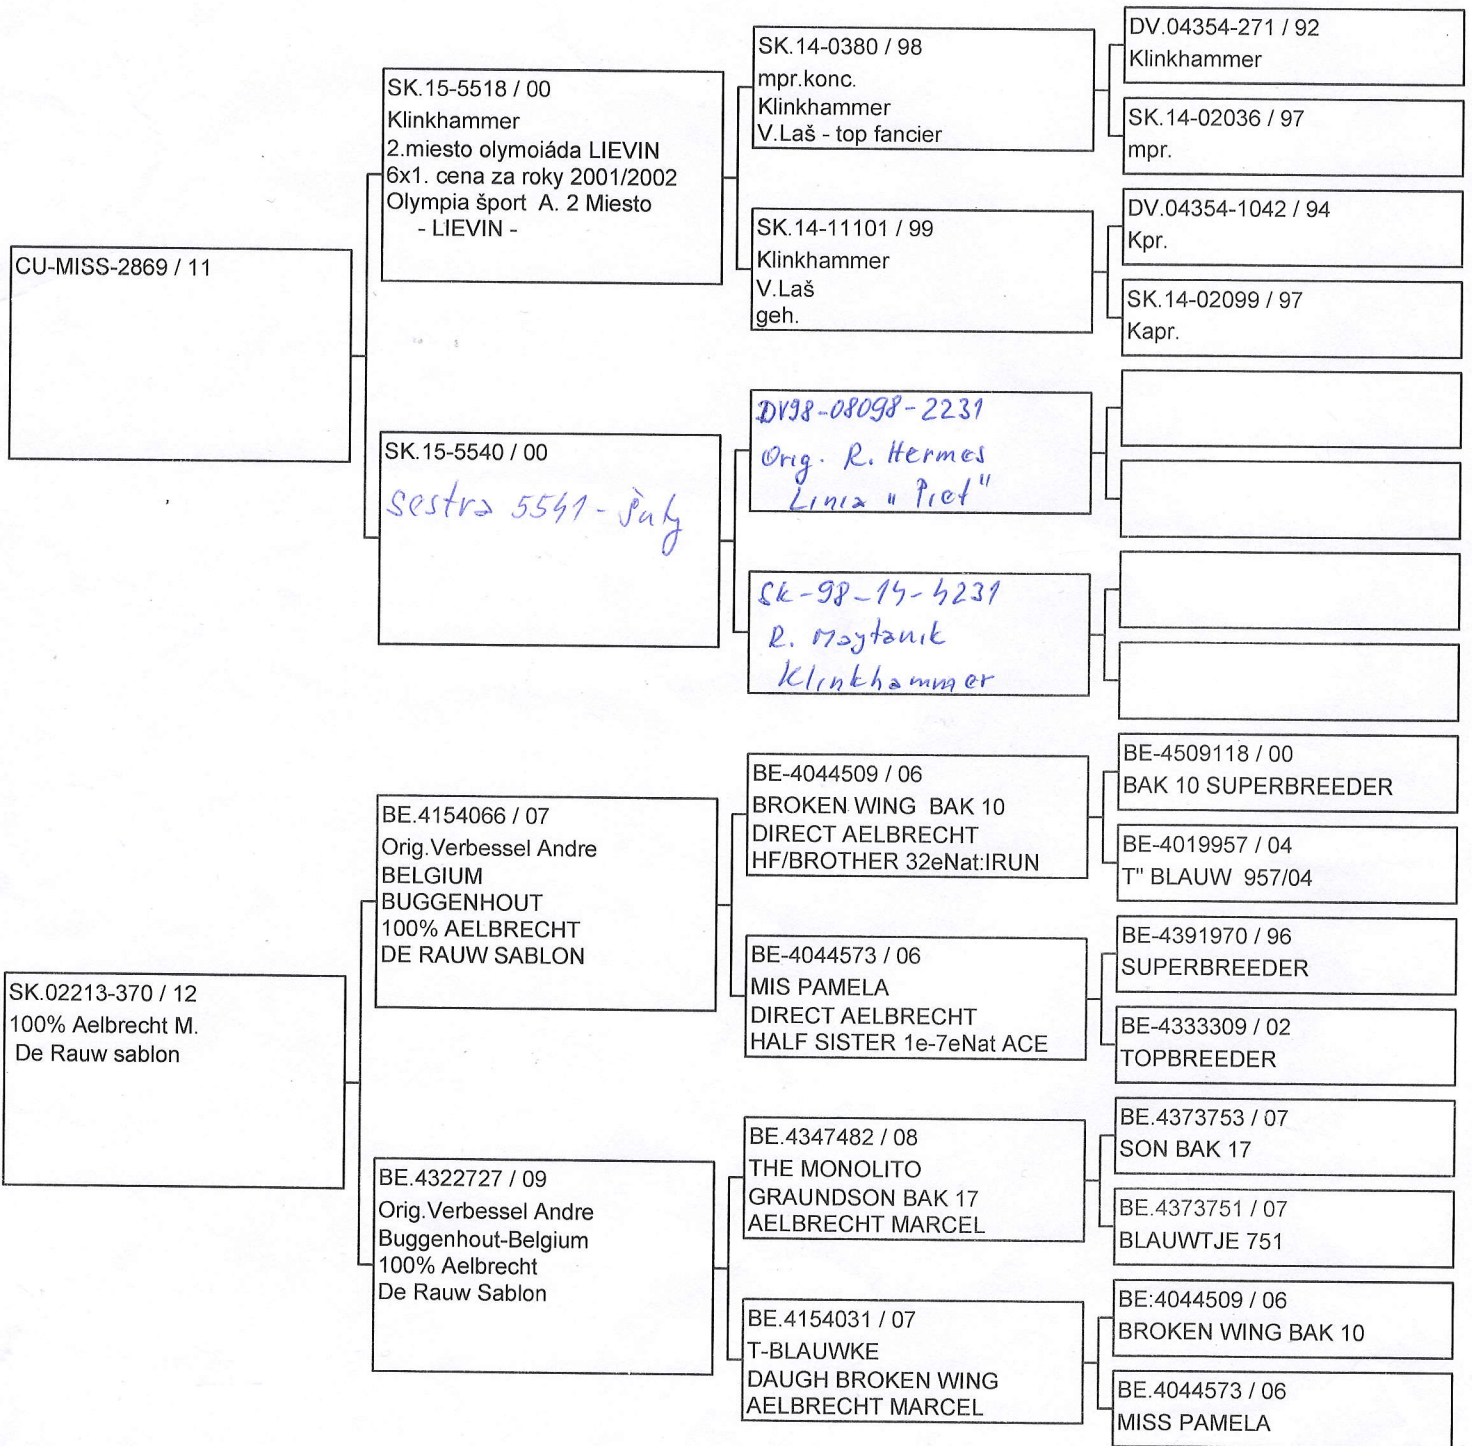 CU-MISS-2869 / 11
SK.15-5518 / 00
Klinkhammer
2.miesto olymoiáda LIEVIN
6x1. cena za roky 2001/2002
Olympia šport A. 2 Miesto
- LIEVIN -
SK.15-5540 / 00
sestra 5541 -
SK.14-0380 / 98
mpr.konc.
Klinkhammer
V.Laš - top fancier
SK.14-11101 / 99
Klinkhammer
V.Laš
geh.
DV98-08098-2231
Orig. R. Hermes
Linia "Piet"
SK-98-14-4231
R. Maytanik
Klinkhammer
DV.04354-271 / 92
Klinkhammer
SK.14-02036 / 97
mpr.
DV.04354-1042 / 94
Kpr.
SK.14-02099 / 97
Kapr.
SK.02213-370 / 12
100% Aelbrecht M.
De Rauw sablon
BE.4154066 / 07
Orig.Verbessel Andre
BELGIUM
BUGGENHOUT
100% AELBRECHT
DE RAUW SABLON
BE.4322727 / 09
Orig.Verbessel Andre
Buggenhout-Belgium
100% Aelbrecht
De Rauw Sablon
BE-4044509 / 06
BROKEN WING BAK 10
DIRECT AELBRECHT
HF/BROTHER 32eNat:IRUN
BE-4044573 / 06
MIS PAMELA
DIRECT AELBRECHT
HALF SISTER 1e-7eNat ACE
BE.4347482 / 08
THE MONOLITO
GRAUNDSON BAK 17
AELBRECHT MARCEL
BE.4154031 / 07
T-BLAUWKE
DAUGH BROKEN WING
AELBRECHT MARCEL
BE-4509118 / 00
BAK 10 SUPERBREEDER
BE-4019957 / 04
T" BLAUW 957/04
BE-4391970 / 96
SUPERBREEDER
BE-4333309 / 02
TOPBREEDER
BE.4373753 / 07
SON BAK 17
BE.4373751 / 07
BLAUWTJE 751
BE:4044509 / 06
BROKEN WING BAK 10
BE.4044573 / 06
MISS PAMELA